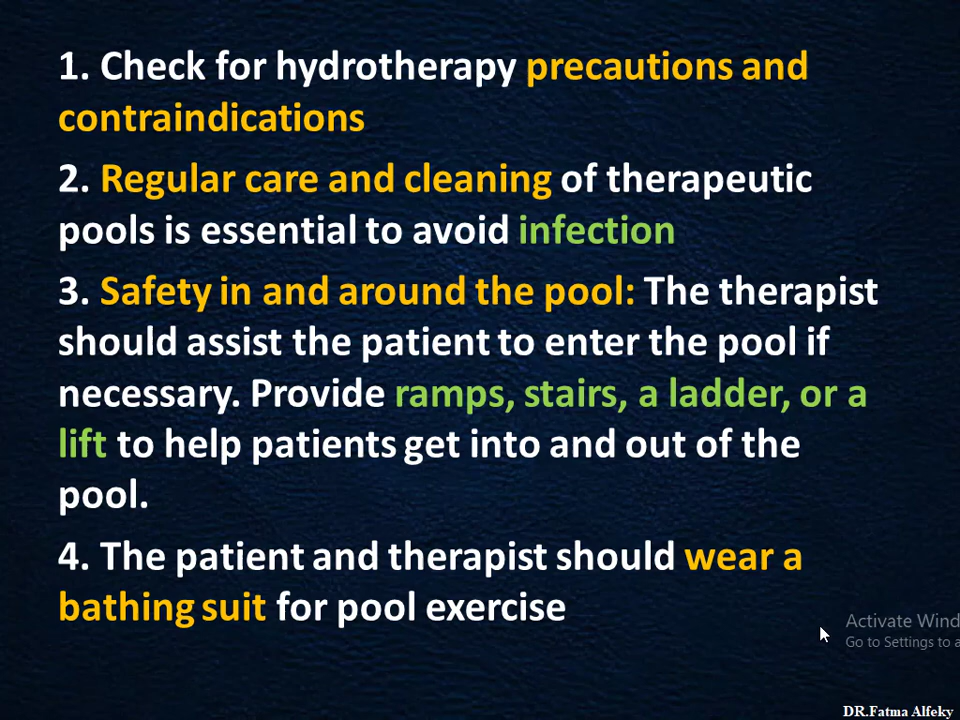 1. Check for hydrotherapy precautions and
contraindications
2. Regular care and cleaning of therapeutic
pools is essential to avoid infection
3. Safety in and around the pool: The therapist
should assist the patient to enter the pool if
necessary. Provide ramps, stairs, a ladder, or a
lift to help patients get into and out of the
pool.
4. The patient and therapist should wear a
bathing suit for pool exercise
Activate Wind
Go to Settings to a
DR.Fatma Alfeky